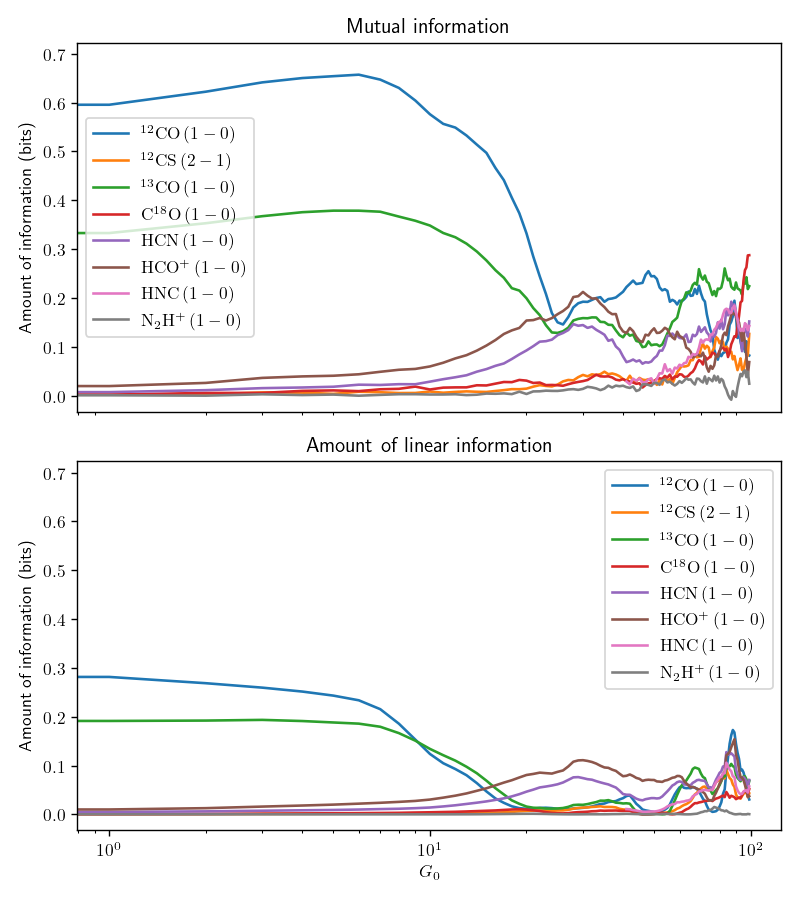 Mutual information
Amount of information (bits)
0.7
0.6
0.5
0.4
0.3
0.2
0.1
0.0
¹²CO (1 − 0)
¹²CS (2 − 1)
¹³CO (1 − 0)
C¹⁸O (1 − 0)
HCN (1 − 0)
HCO⁺ (1 − 0)
HNC (1 − 0)
N₂H⁺ (1 − 0)
Amount of linear information
Amount of information (bits)
0.7
0.6
0.5
0.4
0.3
0.2
0.1
0.0
¹²CO (1 − 0)
¹²CS (2 − 1)
¹³CO (1 − 0)
C¹⁸O (1 − 0)
HCN (1 − 0)
HCO⁺ (1 − 0)
HNC (1 − 0)
N₂H⁺ (1 − 0)
10⁰ 10¹ 10²
G₀